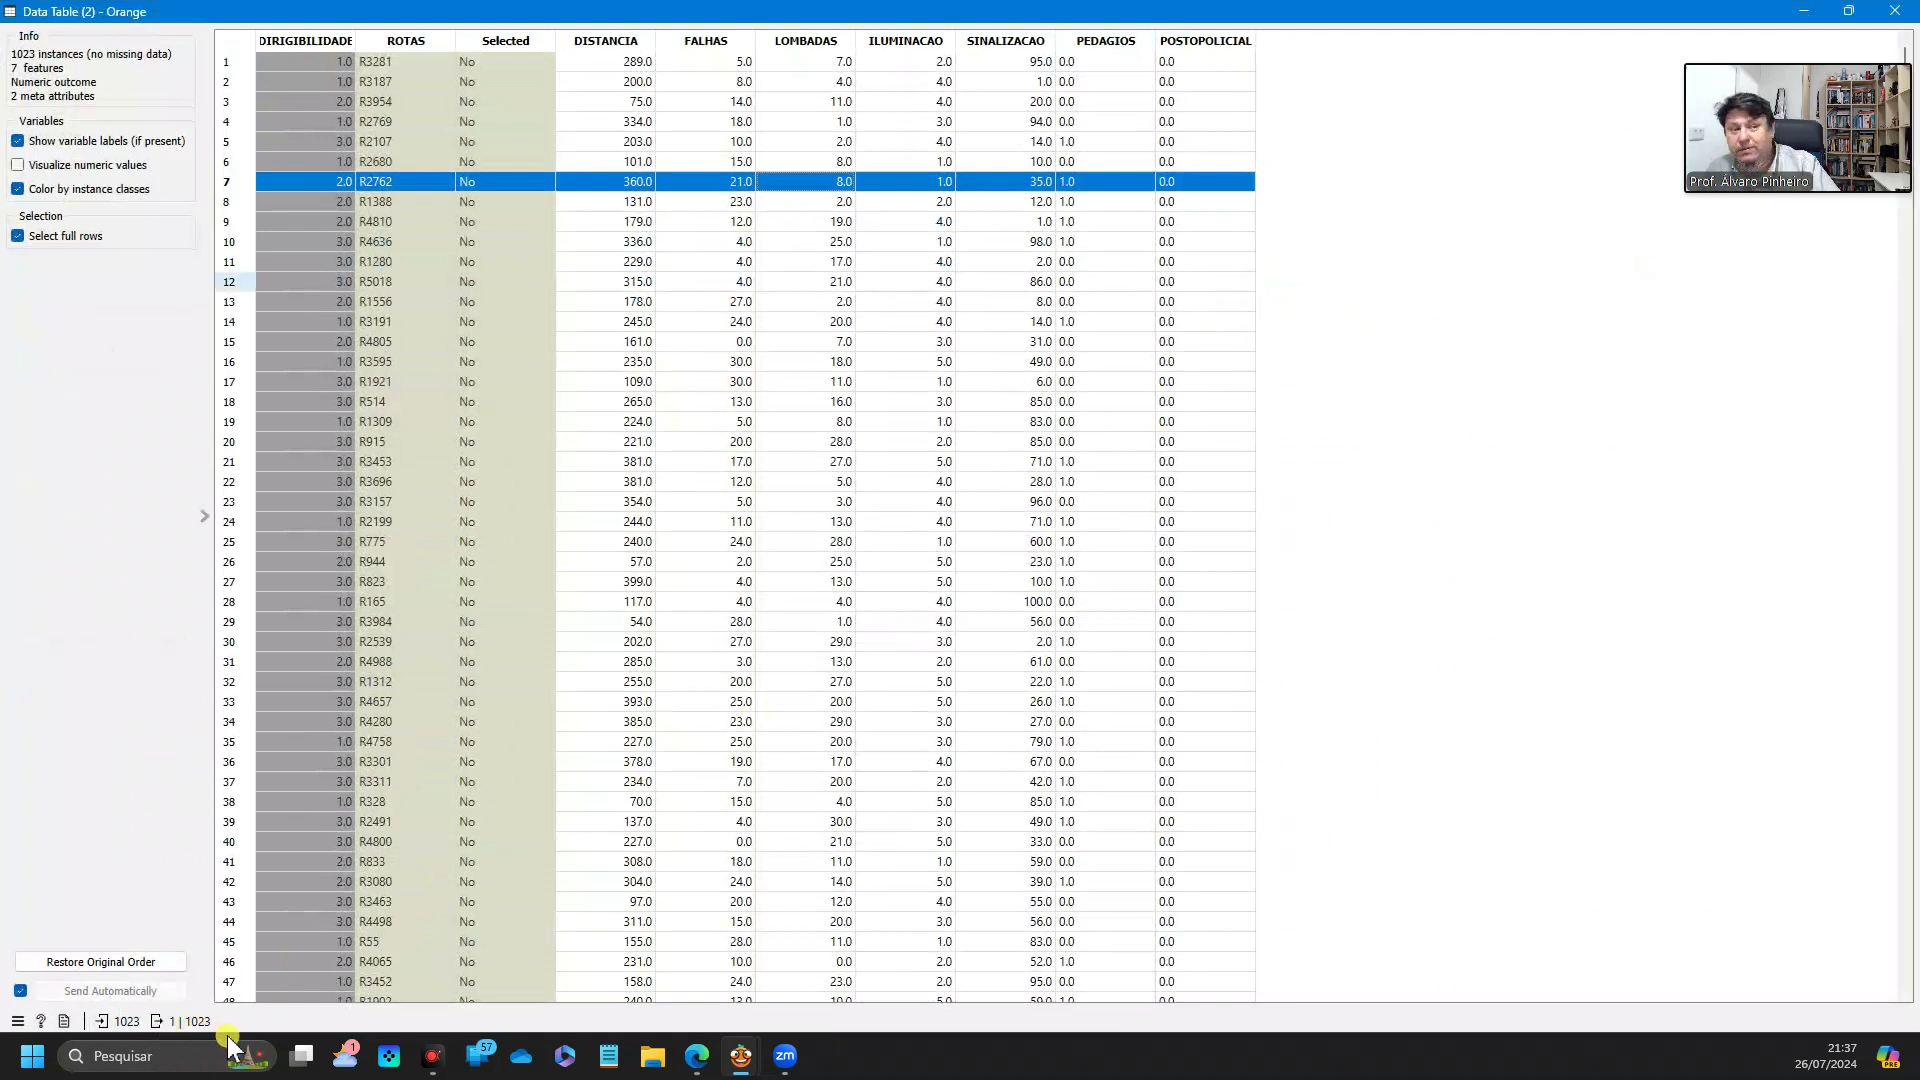 Data Table (2) - Orange
Info
1023 instances (no missing data)
7 features
Numeric outcome
2 meta attributes
Variables
Show variable labels (if present)
Visualize numeric values
Color by instance classes
Selection
Select full rows
Restore Original Order
Send Automatically
1023
1 | 1023
DIRIGIBILIDADE ROTAS Selected DISTANCIA FALHAS LOMBADAS ILUMINACAO SINALIZACAO PEDAGIOS POSTOPOLICIAL
1 1.0 R3281 No 289.0 5.0 7.0 2.0 95.0 0.0 0.0
2 1.0 R3187 No 200.0 8.0 4.0 4.0 1.0 0.0 0.0
3 2.0 R3954 No 75.0 14.0 11.0 4.0 20.0 0.0 0.0
4 1.0 R2769 No 334.0 18.0 1.0 3.0 94.0 0.0 0.0
5 3.0 R2107 No 203.0 10.0 2.0 4.0 14.0 1.0 0.0
6 1.0 R2680 No 101.0 15.0 8.0 1.0 10.0 0.0 0.0
7 2.0 R2762 No 360.0 21.0 8.0 1.0 35.0 1.0 0.0
8 2.0 R1388 No 131.0 23.0 2.0 2.0 12.0 1.0 0.0
9 2.0 R4810 No 179.0 12.0 19.0 4.0 1.0 0.0 0.0
10 3.0 R4636 No 336.0 4.0 25.0 1.0 98.0 1.0 0.0
11 3.0 R1280 No 229.0 4.0 17.0 4.0 2.0 0.0 0.0
12 3.0 R5018 No 315.0 4.0 21.0 4.0 86.0 0.0 0.0
13 2.0 R1556 No 178.0 27.0 2.0 4.0 8.0 0.0 0.0
14 1.0 R3191 No 245.0 24.0 20.0 4.0 14.0 1.0 0.0
15 2.0 R4805 No 161.0 0.0 7.0 3.0 31.0 0.0 0.0
16 1.0 R3595 No 235.0 30.0 18.0 5.0 49.0 0.0 0.0
17 3.0 R1921 No 109.0 30.0 11.0 1.0 6.0 0.0 0.0
18 3.0 R514 No 265.0 13.0 16.0 3.0 85.0 0.0 0.0
19 1.0 R1309 No 224.0 5.0 8.0 1.0 83.0 0.0 0.0
20 3.0 R915 No 221.0 20.0 28.0 2.0 85.0 0.0 0.0
21 3.0 R3453 No 381.0 17.0 27.0 5.0 71.0 1.0 0.0
22 3.0 R3696 No 381.0 12.0 5.0 4.0 28.0 1.0 0.0
23 3.0 R3157 No 354.0 5.0 3.0 4.0 96.0 0.0 0.0
24 1.0 R2199 No 244.0 11.0 13.0 4.0 71.0 1.0 0.0
25 3.0 R775 No 240.0 24.0 28.0 1.0 60.0 1.0 0.0
26 2.0 R944 No 57.0 2.0 25.0 5.0 23.0 1.0 0.0
27 3.0 R823 No 399.0 4.0 13.0 5.0 10.0 1.0 0.0
28 1.0 R165 No 117.0 4.0 4.0 4.0 100.0 0.0 0.0
29 3.0 R3984 No 54.0 28.0 1.0 4.0 56.0 0.0 0.0
30 3.0 R2539 No 202.0 27.0 29.0 3.0 2.0 1.0 0.0
31 2.0 R4988 No 285.0 3.0 13.0 2.0 61.0 0.0 0.0
32 3.0 R1312 No 255.0 20.0 27.0 5.0 22.0 1.0 0.0
33 3.0 R4657 No 393.0 25.0 20.0 5.0 26.0 1.0 0.0
34 3.0 R4280 No 385.0 23.0 29.0 3.0 27.0 0.0 0.0
35 1.0 R4758 No 227.0 25.0 20.0 3.0 79.0 1.0 0.0
36 3.0 R3301 No 378.0 19.0 17.0 4.0 67.0 0.0 0.0
37 3.0 R3311 No 234.0 7.0 20.0 2.0 42.0 1.0 0.0
38 1.0 R328 No 70.0 15.0 4.0 5.0 85.0 1.0 0.0
39 3.0 R2491 No 137.0 4.0 30.0 3.0 49.0 1.0 0.0
40 3.0 R4800 No 227.0 0.0 21.0 5.0 33.0 0.0 0.0
41 2.0 R833 No 308.0 18.0 11.0 1.0 59.0 0.0 0.0
42 2.0 R3080 No 304.0 24.0 14.0 5.0 39.0 1.0 0.0
43 3.0 R3463 No 97.0 20.0 12.0 4.0 55.0 0.0 0.0
44 3.0 R4498 No 311.0 15.0 20.0 3.0 56.0 0.0 0.0
45 1.0 R55 No 155.0 28.0 11.0 1.0 83.0 0.0 0.0
46 2.0 R4065 No 231.0 10.0 0.0 2.0 52.0 1.0 0.0
47 1.0 R3452 No 158.0 24.0 23.0 2.0 95.0 0.0 0.0
48 1.0 R1902 No 240.0 13.0 10.0 5.0 59.0 1.0 0.0
Prof. Álvaro Pinheiro
Pesquisar
1
57
zm
PRE
21:37
26/07/2024